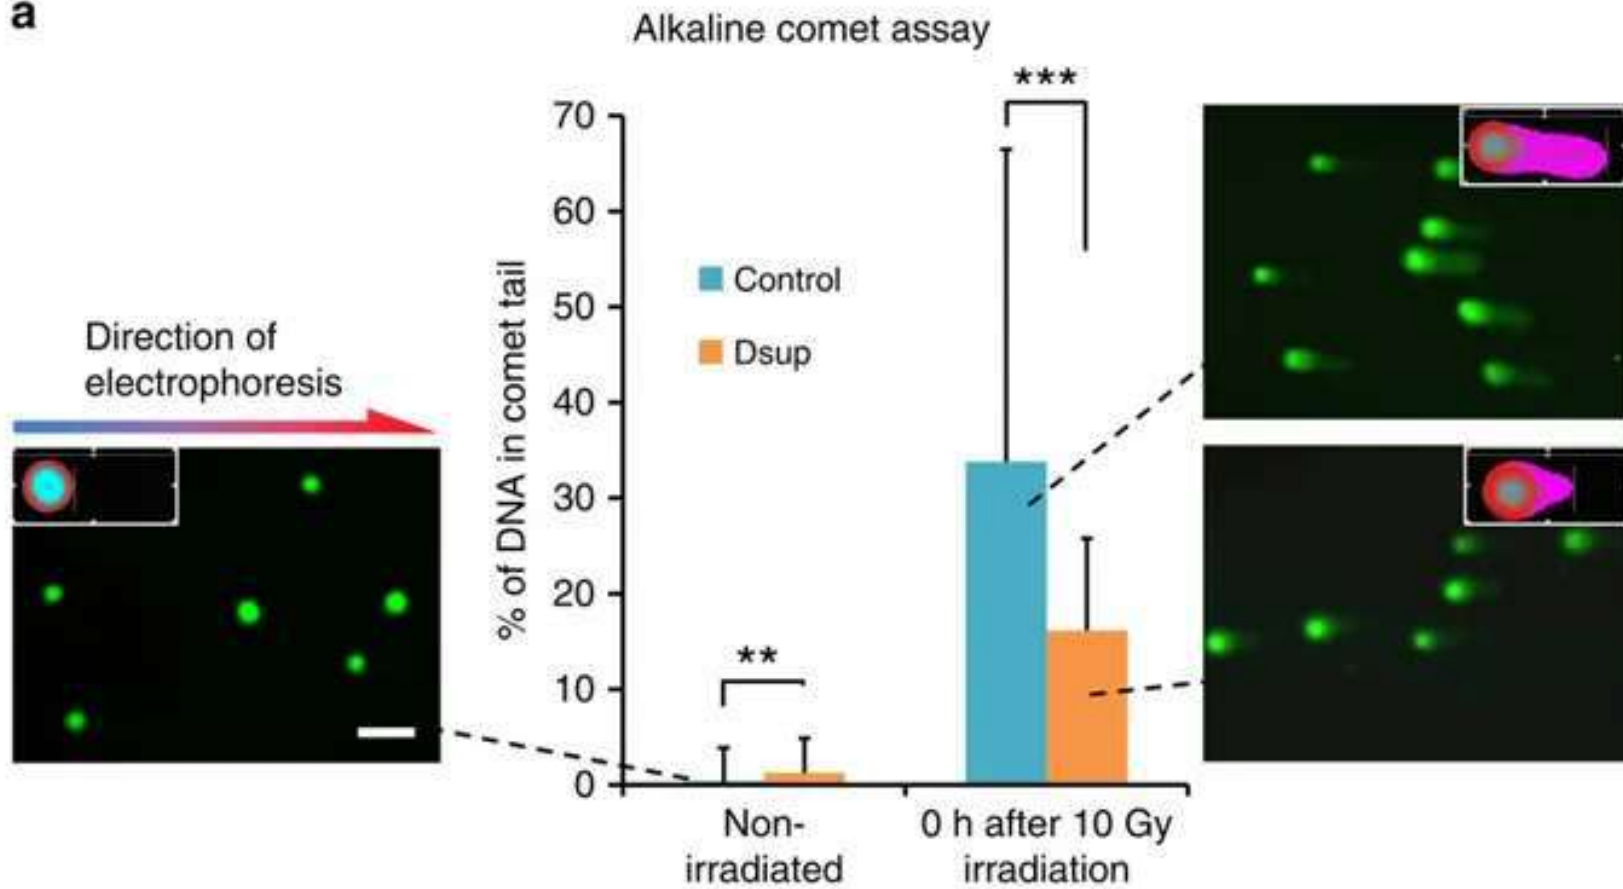 a
Alkaline comet assay
***
70
60
50
40
30
20
10
0
% of DNA in comet tail
Control
Dsup
**
Direction of
electrophoresis
Non-
irradiated
0 h after 10 Gy
irradiation